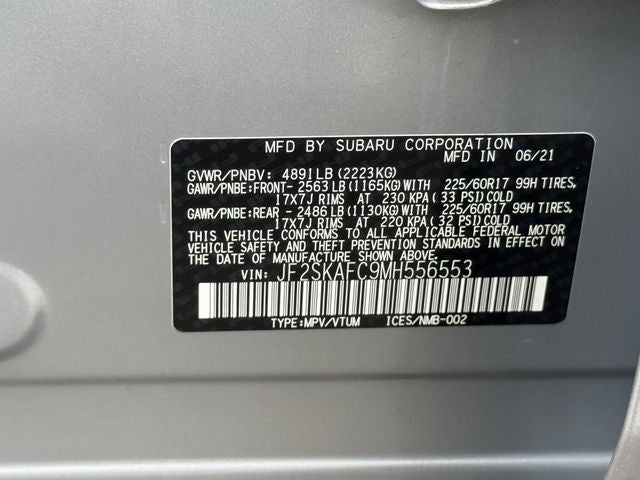 MFD BY SUBARU CORPORATION
MFD IN 06/21
GVWR/PNBV: 4891LB(2223KG)
GAWR/PNBE:FRONT- 2563LB(1165KG)WITH 225/60R17 99H TIRES,
17X7J RIMS AT 230 KPA(33 PSI)COLD
GAWR/PNBE:REAR - 2486LB(1130KG)WITH 225/60R17 99H TIRES,
17X7J RIMS AT 220 KPA(32 PSI)COLD
THIS VEHICLE CONFORMS TO ALL APPLICABLE FEDERAL MOTOR
VEHICLE SAFETY AND THEFT PREVENTION STANDARDS IN EFFECT ON
THE DATE OF MANUFACTURE SHOWN ABOVE.
VIN: JF2SKAFC9MH556553
TYPE:MPV/VTUM ICES/NMB-002